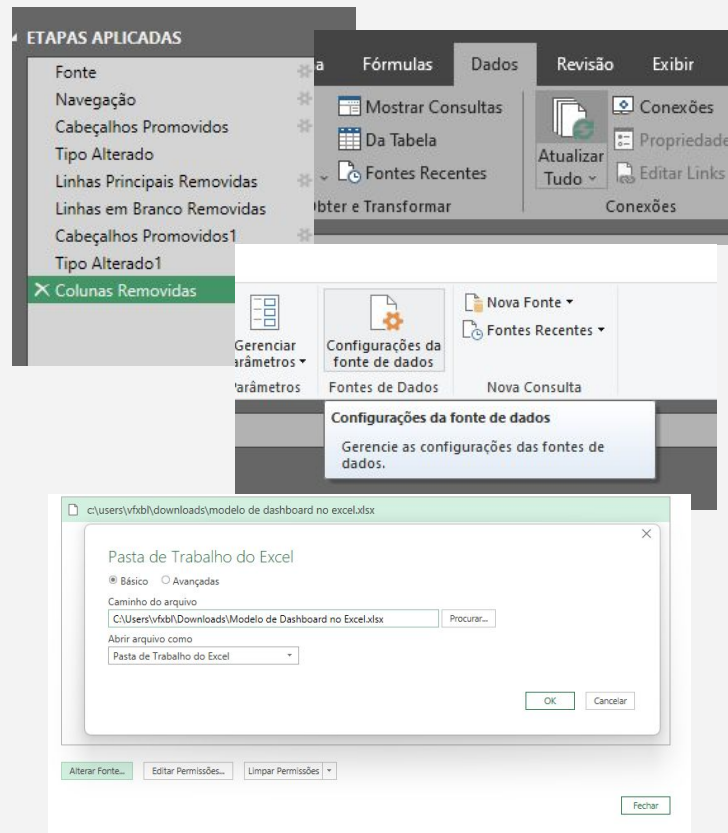 ETAPAS APLICADAS
Fonte
Navegação
Cabeçalhos Promovidos
Tipo Alterado
Linhas Principais Removidas
Linhas em Branco Removidas
Cabeçalhos Promovidos1
Tipo Alterado1
Colunas Removidas
a Fórmulas Dados Revisão Exibir
Mostrar Consultas
Da Tabela
Fontes Recentes
bter e Transformar
Atualizar
Tudo
Conexões
Propriedade
Editar Links
Conexões
Gerenciar
arâmetros
Parâmetros
Configurações da
fonte de dados
Fontes de Dados
Nova Fonte
Fontes Recentes
Nova Consulta
Configurações da fonte de dados
Gerencie as configurações das fontes de
dados.
c:\users\vfxbl\downloads\modelo de dashboard no excel.xlsx
Pasta de Trabalho do Excel
Básico Avançadas
Caminho do arquivo
C:\Users\vfxbl\Downloads\Modelo de Dashboard no Excel.xlsx Procurar...
Abrir arquivo como
Pasta de Trabalho do Excel
OK Cancelar
Alterar Fonte... Editar Permissões... Limpar Permissões
Fechar